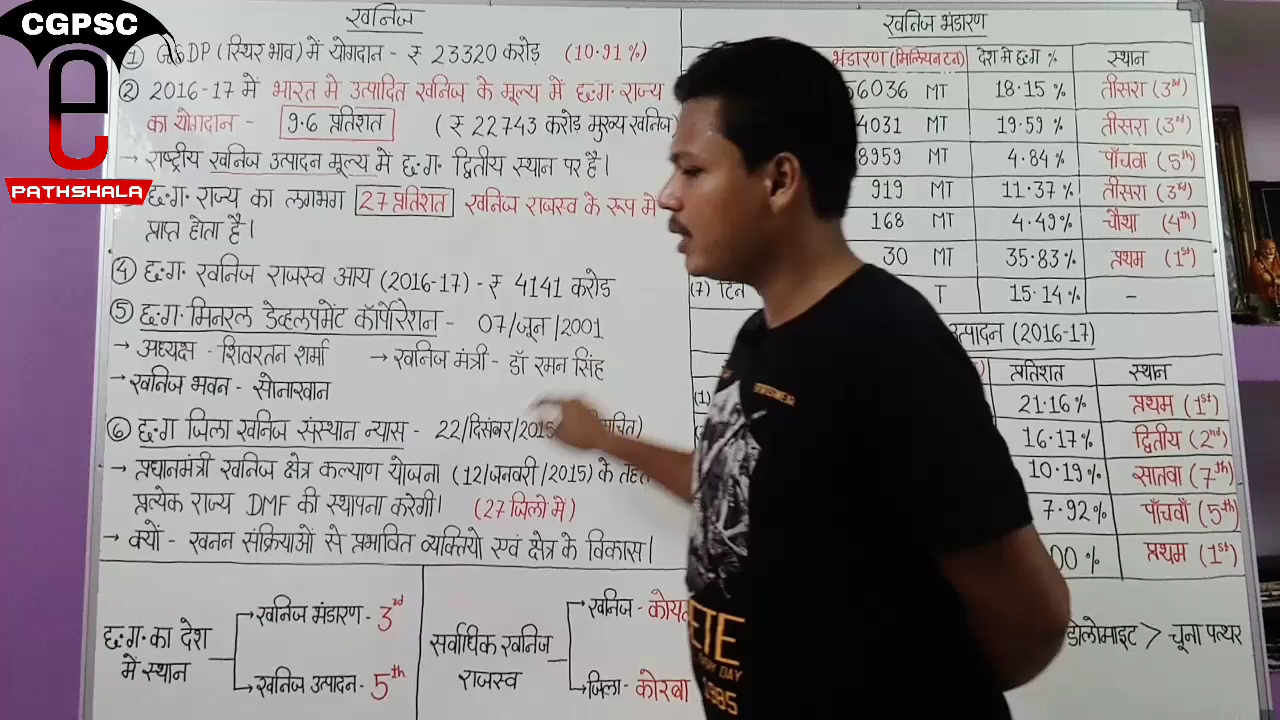 CGPSC
PATHSHALA
खनिज
① GSDP (स्थिर भाव) में योगदान - ₹ 23320 करोड़ (10.91 %)
② 2016-17 में भारत मे उत्पादित खनिज के मूल्य में छ.ग. राज्य
का योगदान - 9.6 प्रतिशत ( ₹ 22743 करोड़ मुख्य खनिज
→ राष्ट्रीय खनिज उत्पादन मूल्य में छ.ग. द्वितीय स्थान पर है।
छ.ग. राज्य का लगभग 27 प्रतिशत खनिज राजस्व के रूप में
प्राप्त होता है।
④ छ.ग. खनिज राजस्व आय (2016-17) - ₹ 4141 करोड
⑤ छ.ग. मिनरल डेव्हलपमेंट कॉर्पोरेशन - 07/जून/2001
→ अध्यक्ष - शिवरतन शर्मा → खनिज मंत्री - डॉ रमन सिंह
→ खनिज भवन - सोनाखान
⑥ छ.ग जिला खनिज संस्थान न्यास - 22/दिसंबर/2015
→ प्रधानमंत्री खनिज क्षेत्र कल्याण योजना (12/जनवरी/2015) के तहत
प्रत्येक राज्य DMF की स्थापना करेगी। (27 जिलो में)
→ क्यों - खनन संक्रियाओं से प्रभावित व्यक्तियो एवं क्षेत्र के विकास।
छ.ग. का देश में स्थान
खनिज भंडारण - 3rd
खनिज उत्पादन - 5th
सर्वाधिक खनिज राजस्व
खनिज -
जिला - कोरबा
खनिज भंडारण
भंडारण (मिलियन टन) देश मे छ.ग % स्थान
56036 MT 18.15 % तीसरा (3rd)
4031 MT 19.59 % तीसरा (3rd)
8959 MT 4.84 % पाँचवा (5th)
919 MT 11.37 % तीसरा (3rd)
168 MT 4.49 % चौथा (4th)
30 MT 35.83 % प्रथम (1st)
(7) टिन T 15.14 % -
उत्पादन (2016-17)
प्रतिशत स्थान
(1) 21.16 % प्रथम (1st)
16.17 % द्वितीय (2nd)
10.19 % सातवा (7th)
7.92 % पाँचवाँ (5th)
00 % प्रथम (1st)
डोलोमाइट > चूना पत्थर
1985